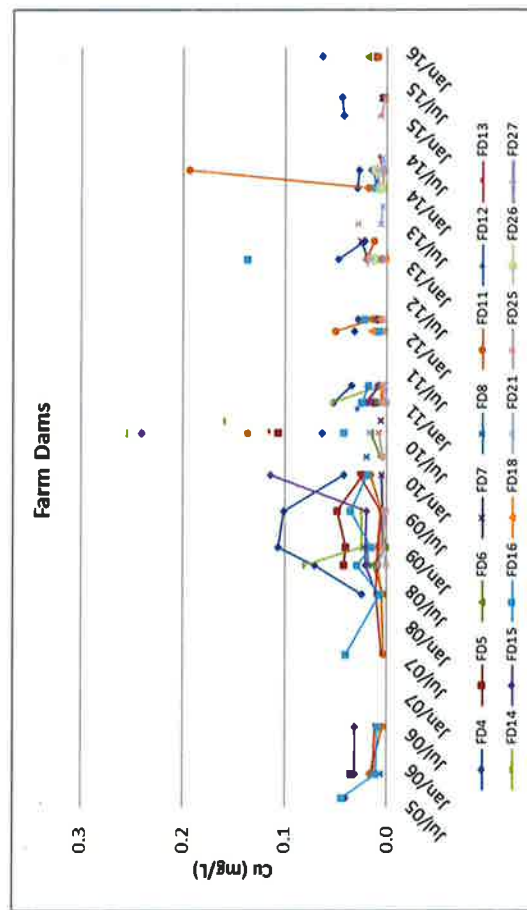 Farm Dams
Cu (mg/L)
0.3
0.2
0.1
0.0
Jul/05
Jan/06
Jul/06
Jan/07
Jul/07
Jan/08
Jul/08
Jan/09
Jul/09
Jan/10
Jul/10
Jan/11
Jul/11
Jan/12
Jul/12
Jan/13
Jul/13
Jan/14
Jul/14
Jan/15
Jul/15
Jan/16
FD4 FD5 FD6 FD7 FD8 FD11 FD12 FD13
FD14 FD15 FD16 FD18 FD21 FD25 FD26 FD27